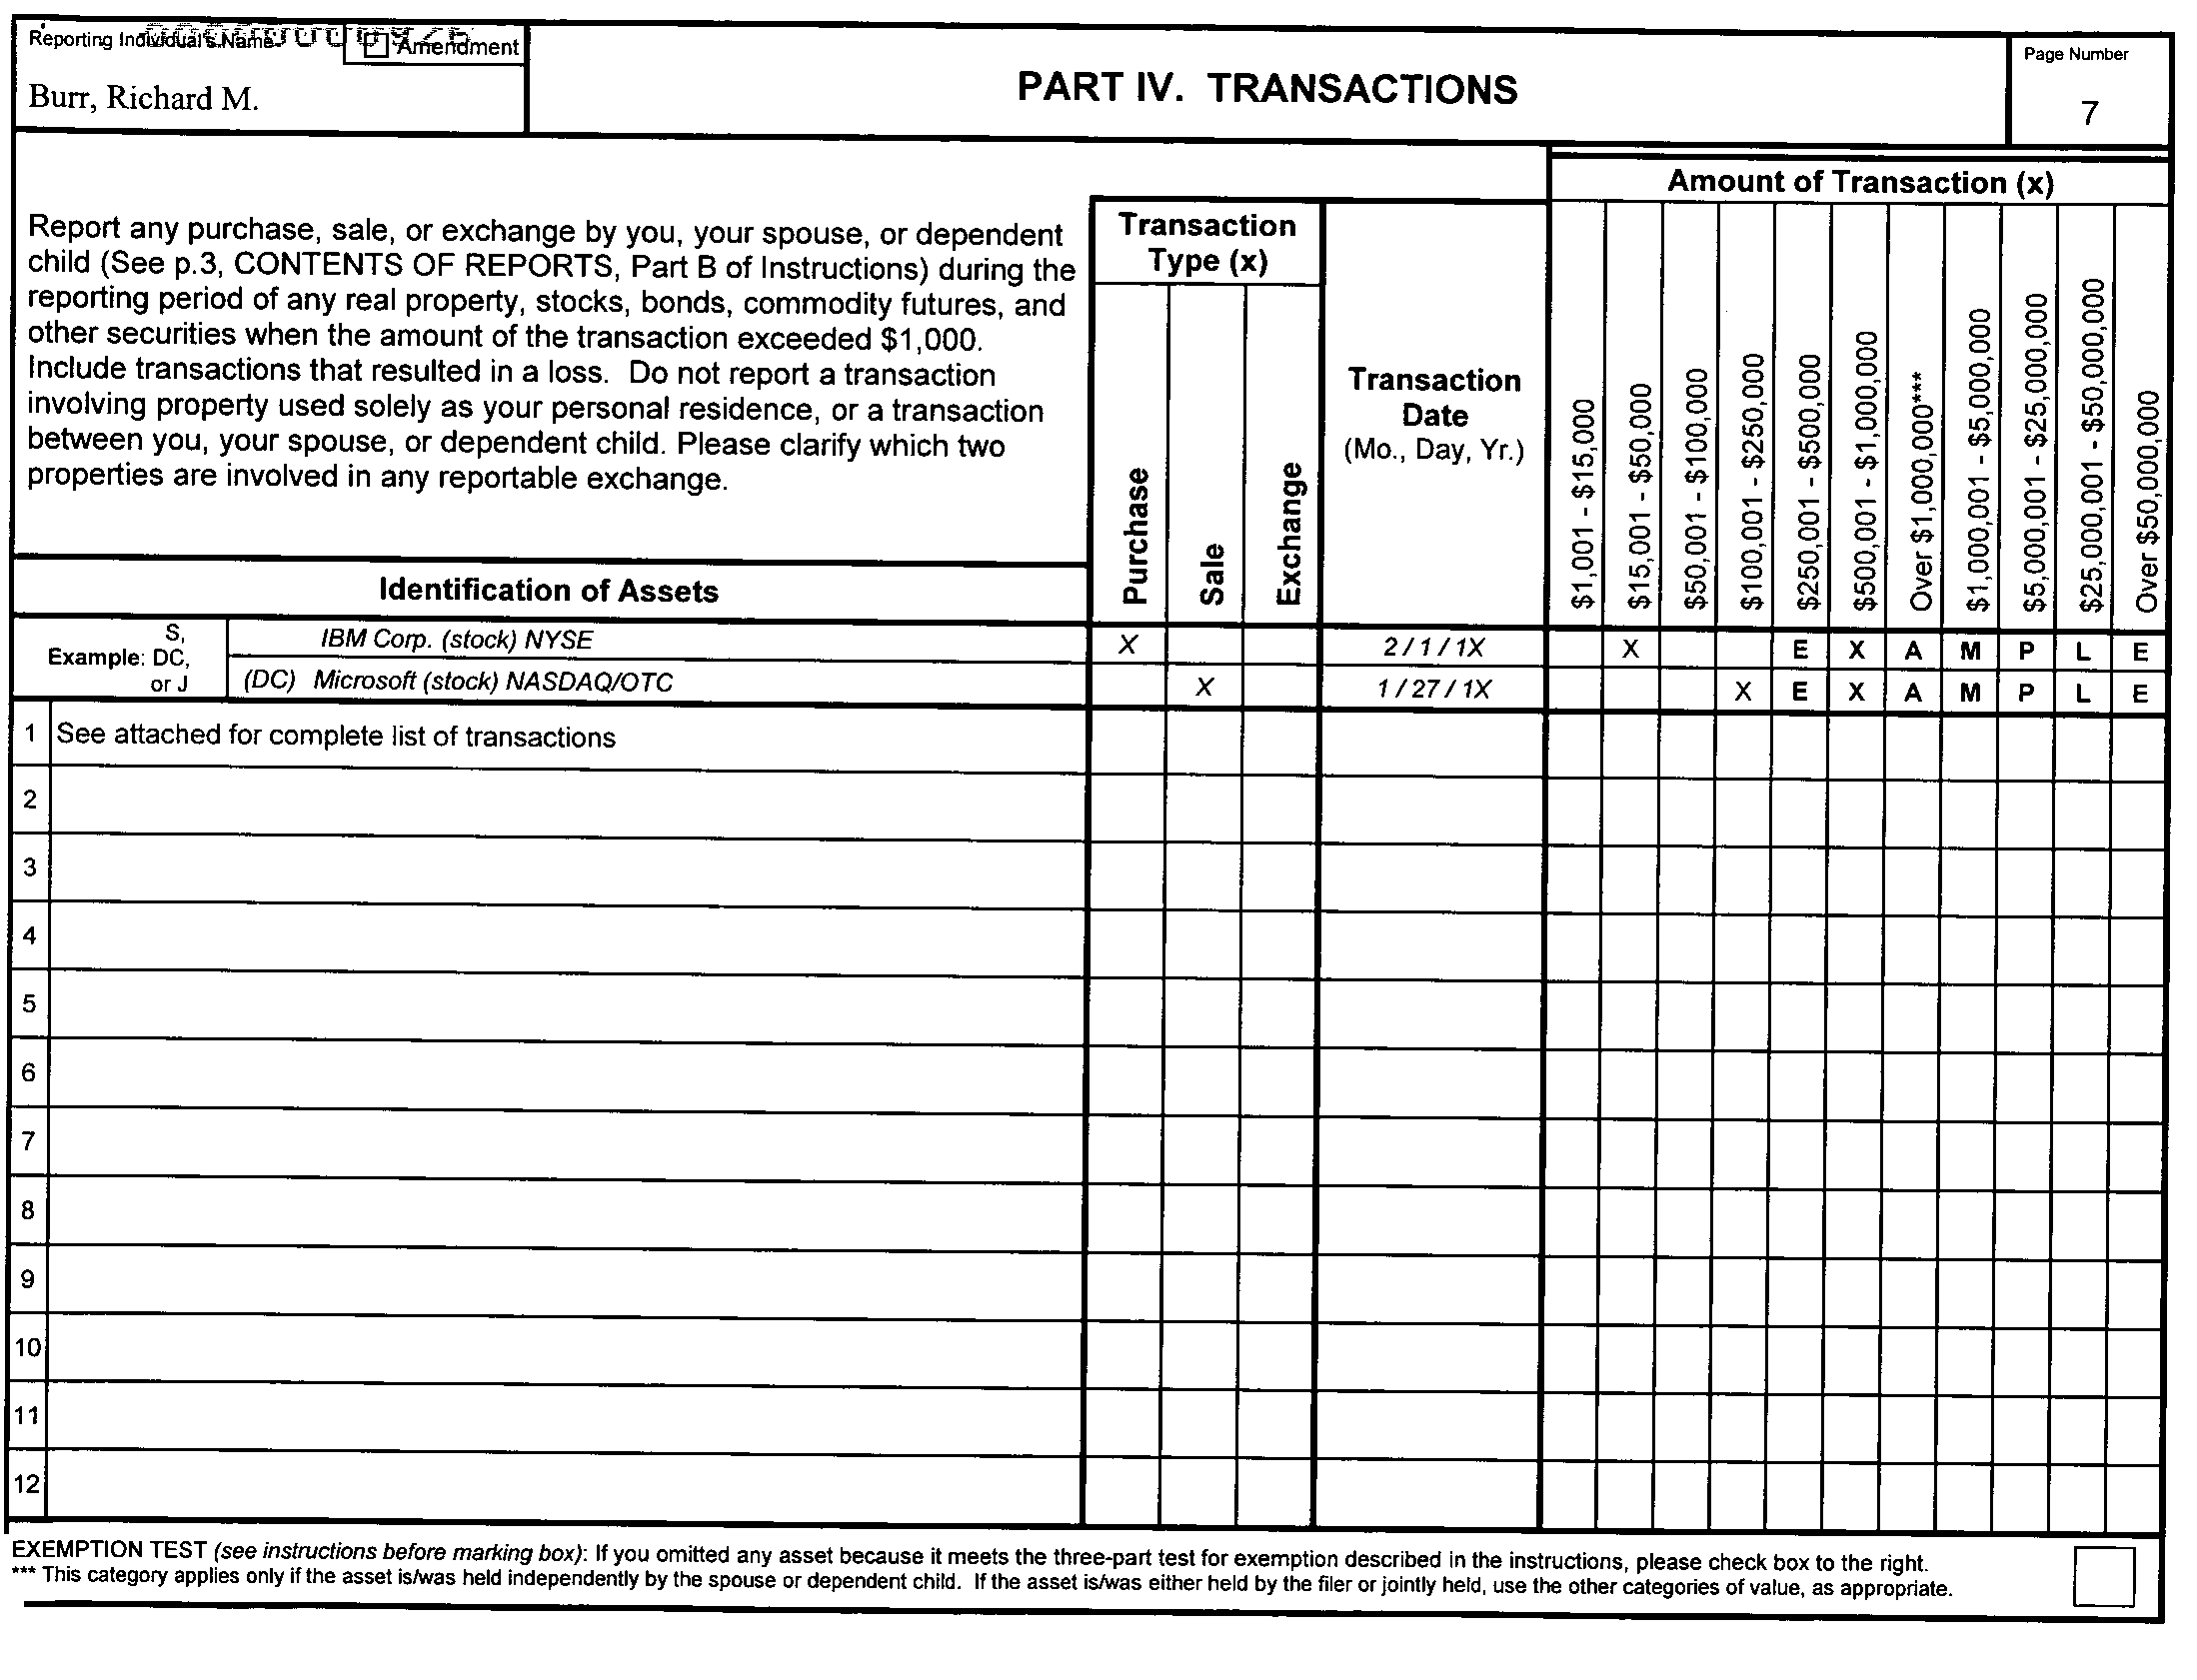 Reporting Individual's Name
Amendment
Burr, Richard M.
PART IV. TRANSACTIONS
Page Number
7
Report any purchase, sale, or exchange by you, your spouse, or dependent
child (See p.3, CONTENTS OF REPORTS, Part B of Instructions) during the
reporting period of any real property, stocks, bonds, commodity futures, and
other securities when the amount of the transaction exceeded $1,000.
Include transactions that resulted in a loss. Do not report a transaction
involving property used solely as your personal residence, or a transaction
between you, your spouse, or dependent child. Please clarify which two
properties are involved in any reportable exchange.
Identification of Assets
Transaction
Type (x)
Purchase
Sale
Exchange
Transaction
Date
(Mo., Day, Yr.)
Amount of Transaction (x)
$1,001 - $15,000
$15,001 - $50,000
$50,001 - $100,000
$100,001 - $250,000
$250,001 - $500,000
$500,001 - $1,000,000
Over $1,000,000***
$1,000,001 - $5,000,000
$5,000,001 - $25,000,000
$25,000,001 - $50,000,000
Over $50,000,000
Example:
S,
DC,
or J
IBM Corp. (stock) NYSE X 2 / 1 / 1X X E X A M P L E
(DC) Microsoft (stock) NASDAQ/OTC X 1 / 27 / 1X X E X A M P L E
1 See attached for complete list of transactions
2
3
4
5
6
7
8
9
10
11
12
EXEMPTION TEST (see instructions before marking box): If you omitted any asset because it meets the three-part test for exemption described in the instructions, please check box to the right.
*** This category applies only if the asset is/was held independently by the spouse or dependent child. If the asset is/was either held by the filer or jointly held, use the other categories of value, as appropriate.